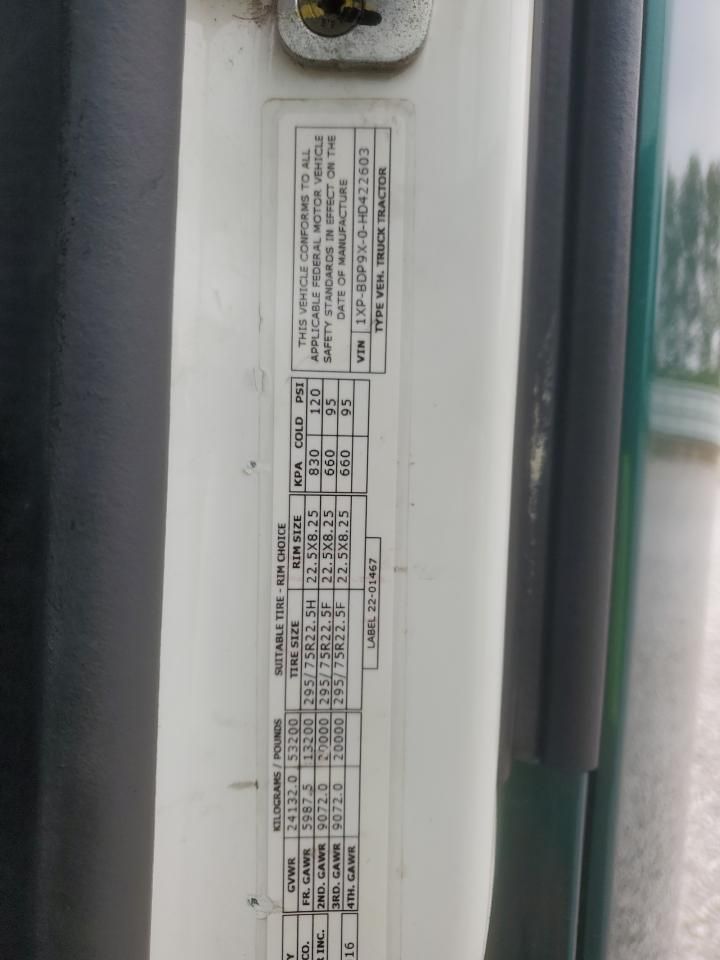 Y
CO.
R INC.
16
KILOGRAMS / POUNDS
GVWR 24132.0 53200
FR. GAWR 5987.5 13200
2ND. GAWR 9072.0 20000
3RD. GAWR 9072.0 20000
4TH. GAWR
SUITABLE TIRE - RIM CHOICE
TIRE SIZE RIM SIZE KPA COLD PSI
295/75R22.5H 22.5X8.25 830 120
295/75R22.5F 22.5X8.25 660 95
295/75R22.5F 22.5X8.25 660 95
LABEL 22-01467
THIS VEHICLE CONFORMS TO ALL
APPLICABLE FEDERAL MOTOR VEHICLE
SAFETY STANDARDS IN EFFECT ON THE
DATE OF MANUFACTURE
VIN 1XP-BDP9X-0-HD422603
TYPE VEH. TRUCK TRACTOR